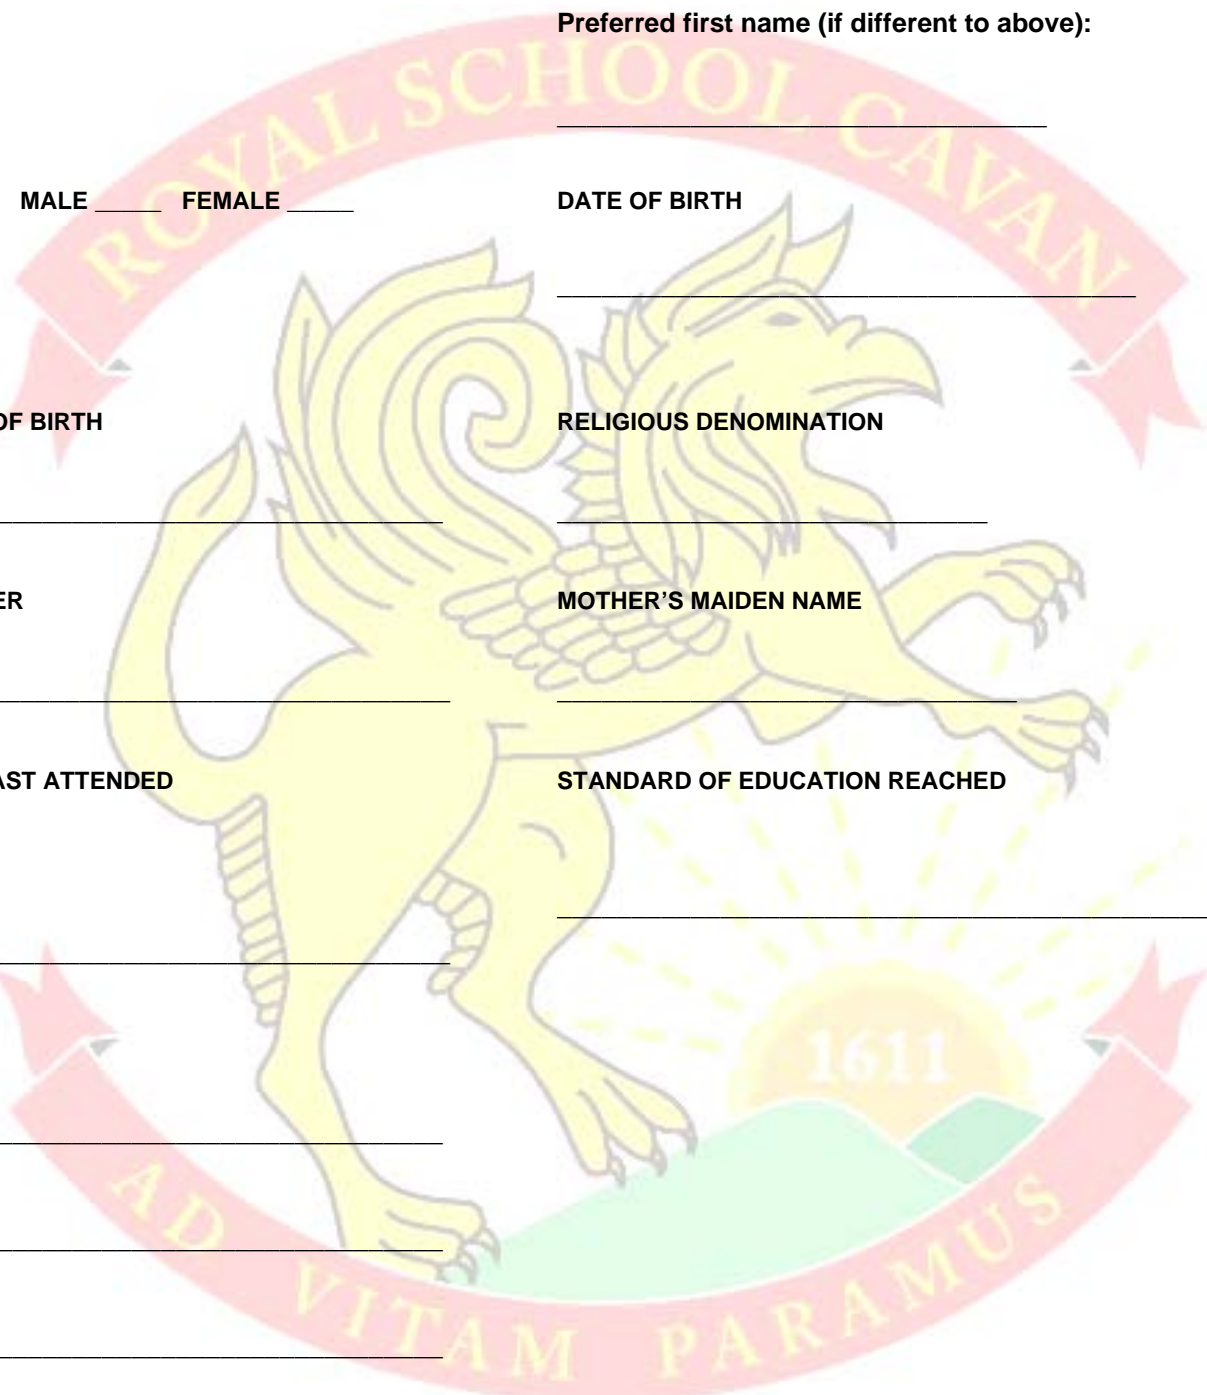 Preferred first name (if different to above):
ROYAL SCHOOL CAVAN
MALE _____ FEMALE _____
DATE OF BIRTH
OF BIRTH
RELIGIOUS DENOMINATION
ER
MOTHER’S MAIDEN NAME
AST ATTENDED
STANDARD OF EDUCATION REACHED
1611
AD VITAM PARAMUS